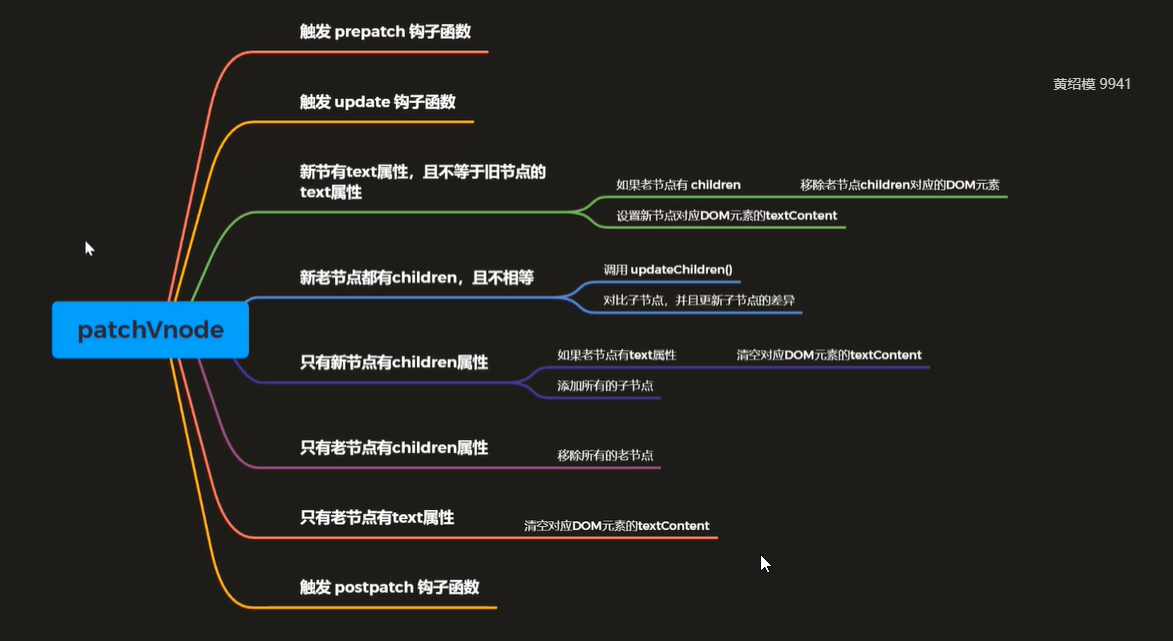 触发 prepatch 钩子函数
黄绍模 9941
触发 update 钩子函数
新节有text属性，且不等于旧节点的
text属性
如果老节点有 children
移除老节点children对应的DOM元素
设置新节点对应DOM元素的textContent
新老节点都有children，且不相等
调用 updateChildren()
对比子节点，并且更新子节点的差异
patchVnode
只有新节点有children属性
如果老节点有text属性
清空对应DOM元素的textContent
添加所有的子节点
只有老节点有children属性
移除所有的老节点
只有老节点有text属性
清空对应DOM元素的textContent
触发 postpatch 钩子函数